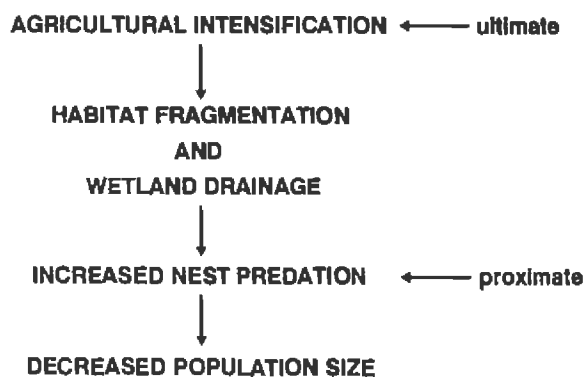 AGRICULTURAL INTENSIFICATION ultimate
HABITAT FRAGMENTATION
AND
WETLAND DRAINAGE
INCREASED NEST PREDATION proximate
DECREASED POPULATION SIZE